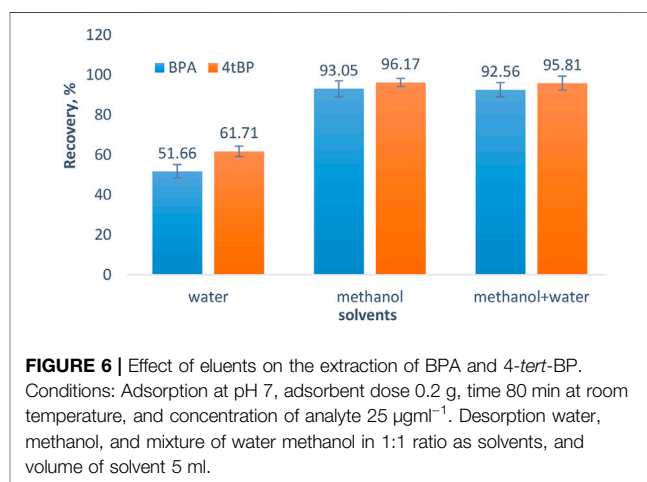 120
100
80
60
40
20
0
Recovery, %
BPA 4tBP
51.66
61.71
93.05
96.17
92.56
95.81
water methanol methanol+water
solvents
FIGURE 6 | Effect of eluents on the extraction of BPA and 4-tert-BP.
Conditions: Adsorption at pH 7, adsorbent dose 0.2 g, time 80 min at room
temperature, and concentration of analyte 25 µgml⁻¹. Desorption water,
methanol, and mixture of water methanol in 1:1 ratio as solvents, and
volume of solvent 5 ml.